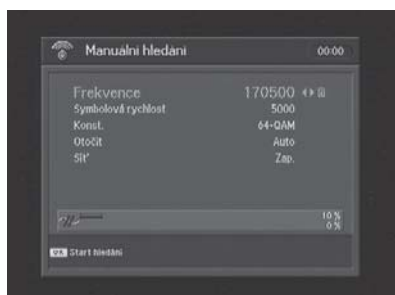 Manuální hledání 00:00
Frekvence 170500
Symbolová rychlost 5000
Konst. 64-QAM
Otočit Auto
Síť Zap.
10 %
0 %
OK Start hledání